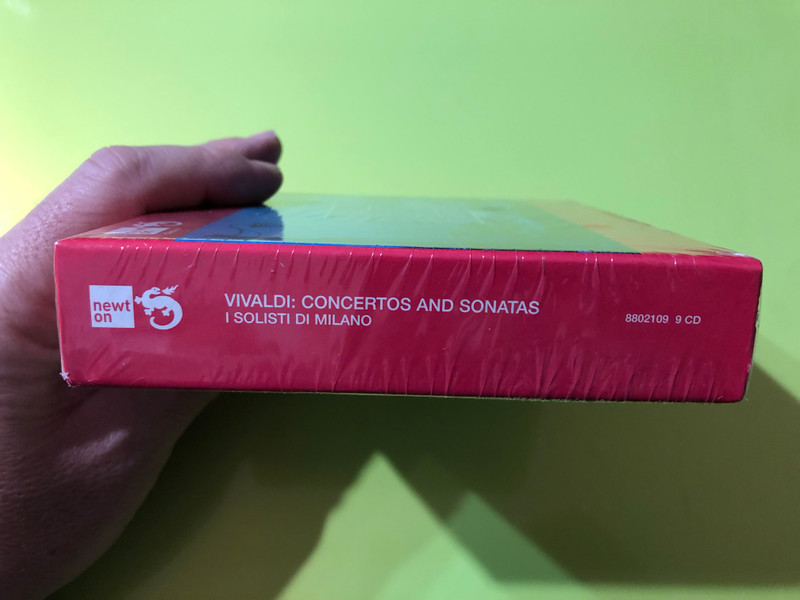 newt
on
VIVALDI: CONCERTOS AND SONATAS
I SOLISTI DI MILANO
8802109 9 CD